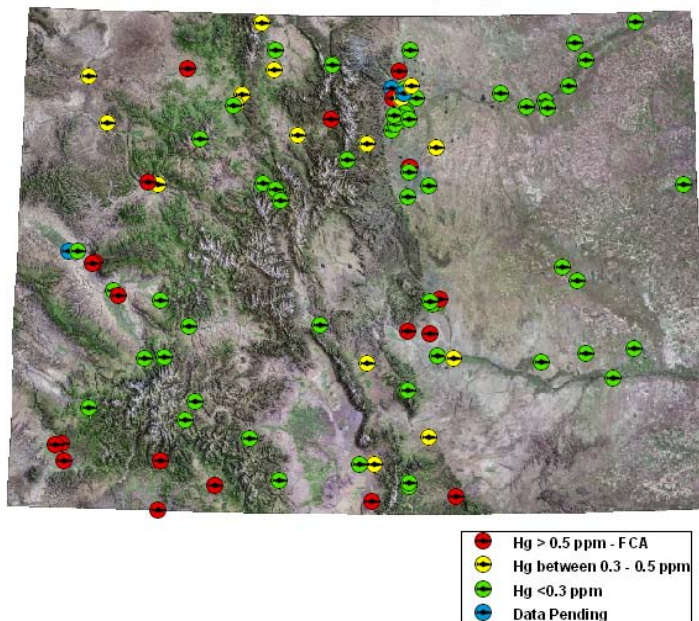 Hg > 0.5 ppm - FCA
Hg between 0.3 - 0.5 ppm
Hg <0.3 ppm
Data Pending